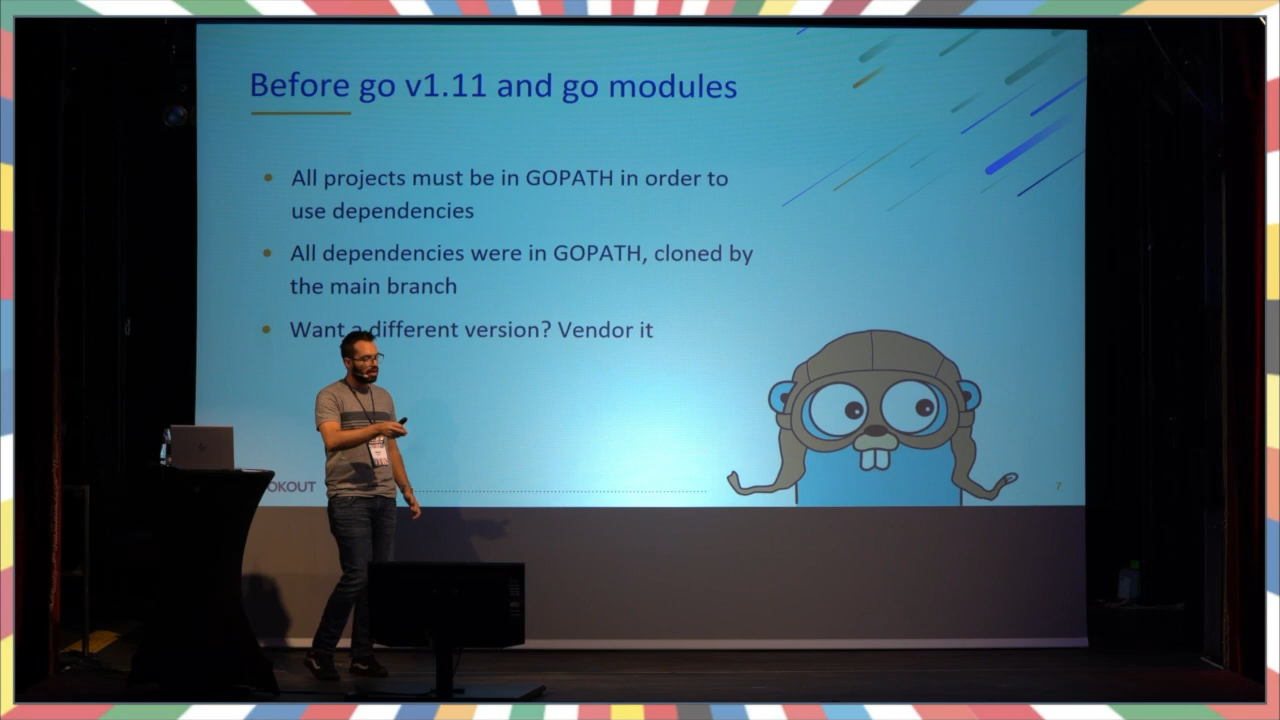 Before go v1.11 and go modules
All projects must be in GOPATH in order to
use dependencies
All dependencies were in GOPATH, cloned by
the main branch
Want a different version? Vendor it
OKOUT
7